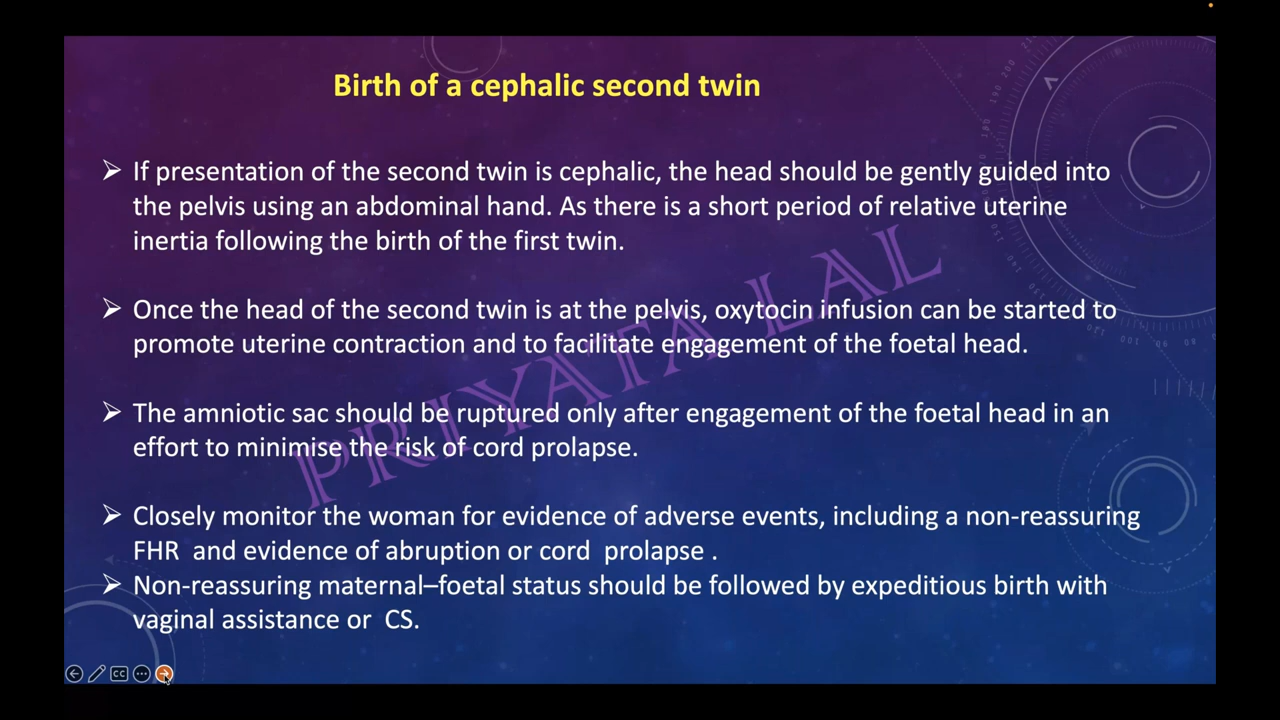 Birth of a cephalic second twin
➢ If presentation of the second twin is cephalic, the head should be gently guided into
the pelvis using an abdominal hand. As there is a short period of relative uterine
inertia following the birth of the first twin.
➢ Once the head of the second twin is at the pelvis, oxytocin infusion can be started to
promote uterine contraction and to facilitate engagement of the foetal head.
➢ The amniotic sac should be ruptured only after engagement of the foetal head in an
effort to minimise the risk of cord prolapse.
➢ Closely monitor the woman for evidence of adverse events, including a non-reassuring
FHR  and evidence of abruption or cord  prolapse .
➢ Non-reassuring maternal–foetal status should be followed by expeditious birth with
vaginal assistance or  CS.
PRIYATA LAL
CC